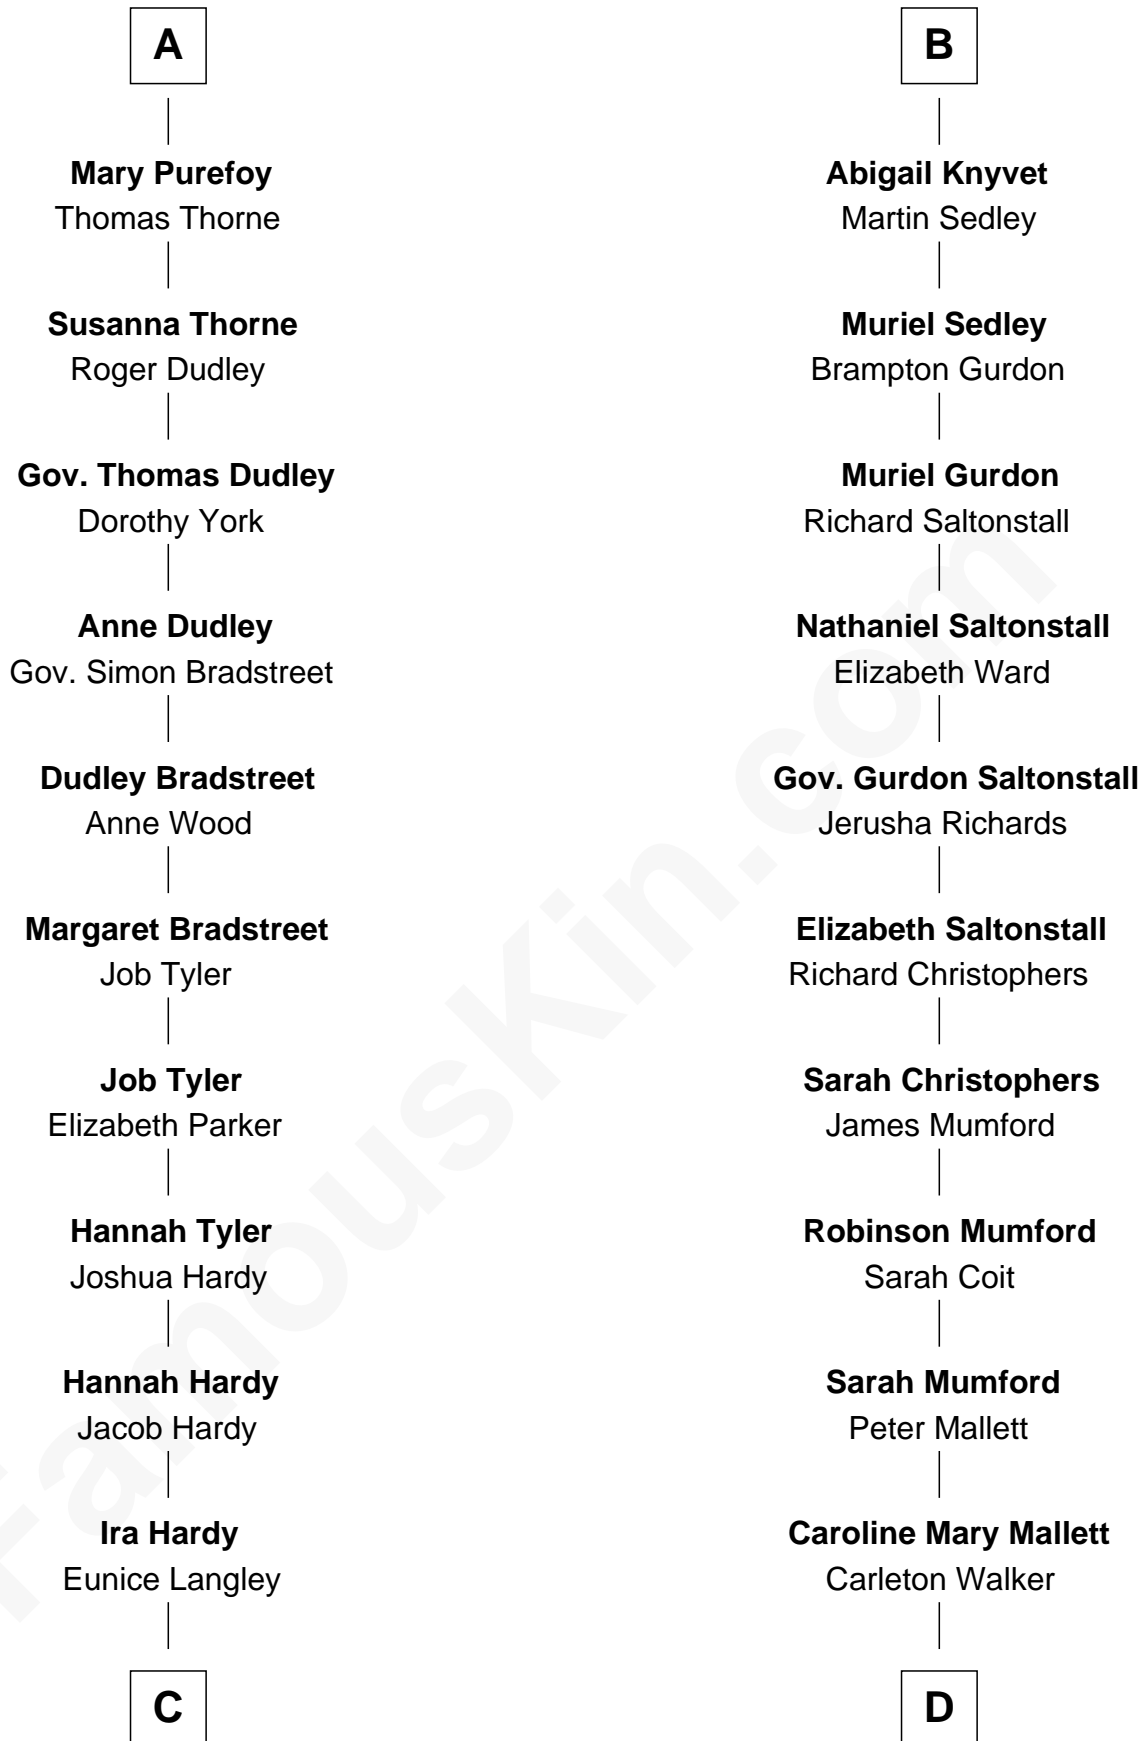 A
Mary Purefoy
Thomas Thorne
Susanna Thorne
Roger Dudley
Gov. Thomas Dudley
Dorothy York
Anne Dudley
Gov. Simon Bradstreet
Dudley Bradstreet
Anne Wood
Margaret Bradstreet
Job Tyler
Job Tyler
Elizabeth Parker
Hannah Tyler
Joshua Hardy
Hannah Hardy
Jacob Hardy
Ira Hardy
Eunice Langley
C
B
Abigail Knyvet
Martin Sedley
Muriel Sedley
Brampton Gurdon
Muriel Gurdon
Richard Saltonstall
Nathaniel Saltonstall
Elizabeth Ward
Gov. Gurdon Saltonstall
Jerusha Richards
Elizabeth Saltonstall
Richard Christophers
Sarah Christophers
James Mumford
Robinson Mumford
Sarah Coit
Sarah Mumford
Peter Mallett
Caroline Mary Mallett
Carleton Walker
D
FamousKin.com